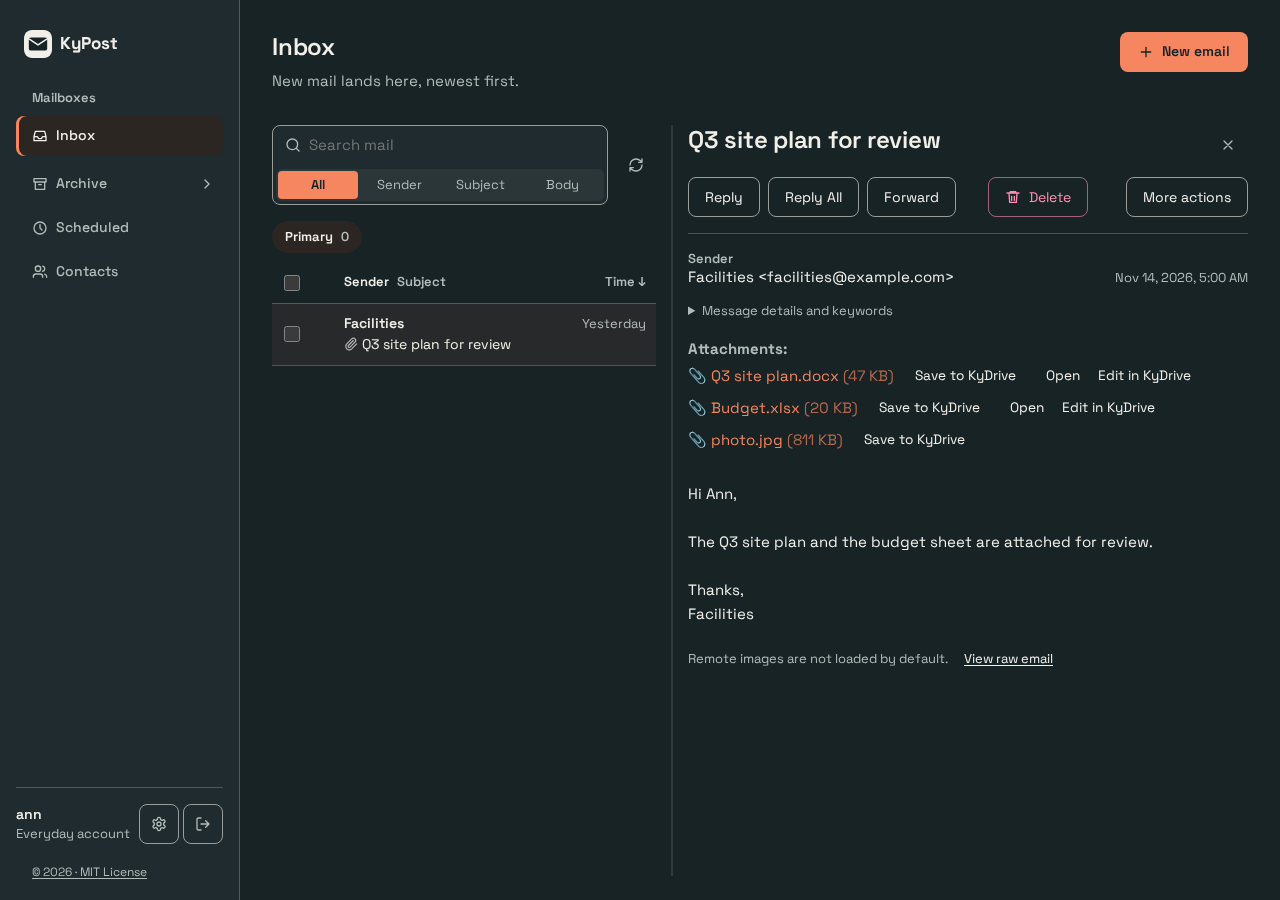 KyPost
Mailboxes
Inbox
Archive
Scheduled
Contacts
ann
Everyday account
© 2026 · MIT License
Inbox
New mail lands here, newest first.
New email
Search mail
All Sender Subject Body
Primary 0
Sender Subject Time ↓
Facilities Yesterday
Q3 site plan for review
Q3 site plan for review
Reply Reply All Forward Delete More actions
Sender
Facilities <facilities@example.com> Nov 14, 2026, 5:00 AM
Message details and keywords
Attachments:
Q3 site plan.docx (47 KB) Save to KyDrive Open Edit in KyDrive
Budget.xlsx (20 KB) Save to KyDrive Open Edit in KyDrive
photo.jpg (811 KB) Save to KyDrive
Hi Ann,
The Q3 site plan and the budget sheet are attached for review.
Thanks,
Facilities
Remote images are not loaded by default. View raw email